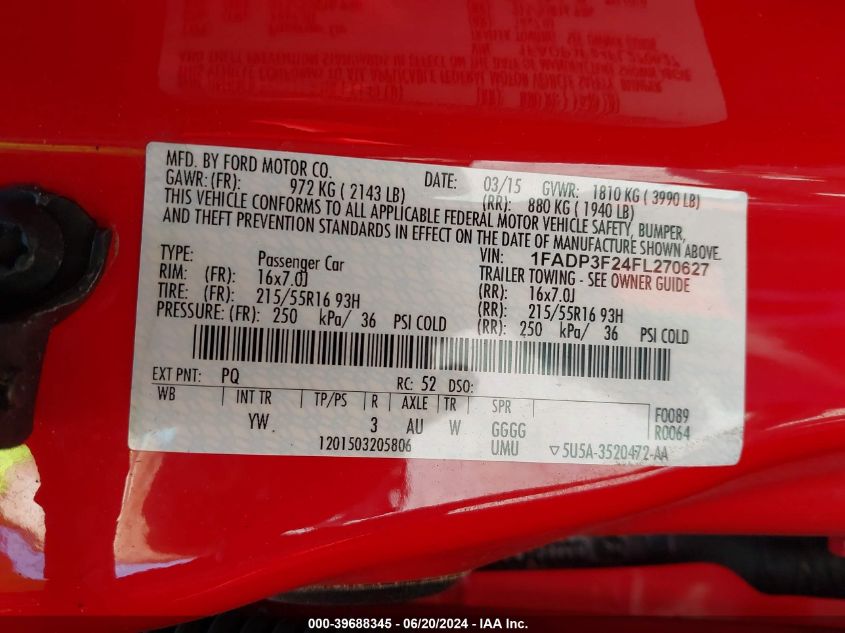 MFD. BY FORD MOTOR CO. DATE: 03/15 GVWR: 1810 KG ( 3990 LB)
GAWR: (FR): 972 KG ( 2143 LB) (RR): 880 KG ( 1940 LB)
THIS VEHICLE CONFORMS TO ALL APPLICABLE FEDERAL MOTOR VEHICLE SAFETY, BUMPER,
AND THEFT PREVENTION STANDARDS IN EFFECT ON THE DATE OF MANUFACTURE SHOWN ABOVE.
VIN: 1FADP3F24FL270627
TYPE: Passenger Car TRAILER TOWING - SEE OWNER GUIDE
RIM: (FR): 16x7.0J (RR): 16x7.0J
TIRE: (FR): 215/55R16 93H (RR): 215/55R16 93H
PRESSURE: (FR): 250 kPa/ 36 PSI COLD (RR): 250 kPa/ 36 PSI COLD
EXT PNT: PQ RC: 52 DSO:
WB INT TR TP/PS R AXLE TR SPR F0089
YW 3 AU W GGGG R0064
1201503205806 UMU ▽5U5A-3520472-AA
000-39688345 - 06/20/2024 - IAA Inc.